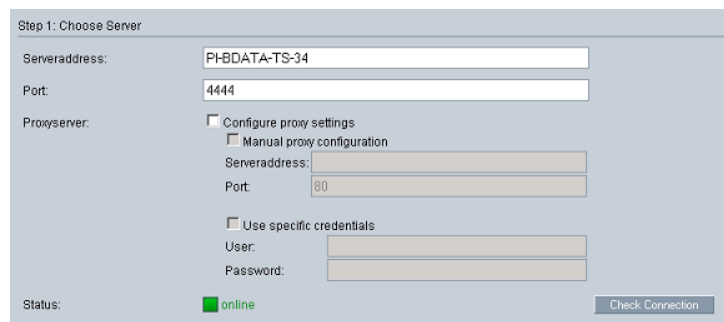 Step 1: Choose Server
Serveraddress: PI-BDATA-TS-34
Port: 4444
Proxyserver: Configure proxy settings
Manual proxy configuration
Serveraddress:
Port: 80
Use specific credentials
User:
Password:
Status: online Check Connection